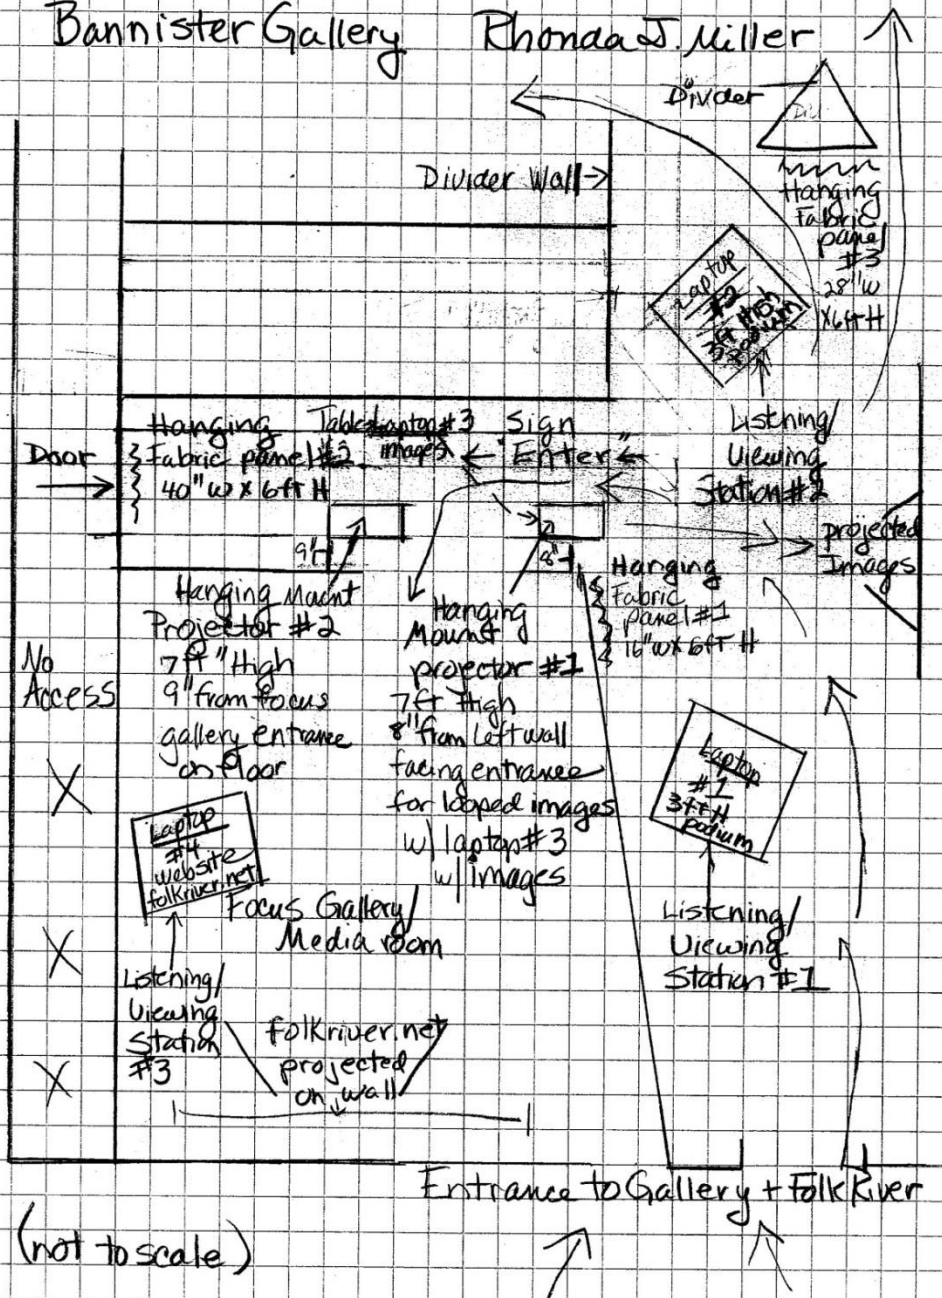 Bannister Gallery
Rhonda J. Miller
Divider
Div
Divider Wall
Hanging
Fabric
panel
#3
28"W
X6ft H
Laptop
#2
3ft High
podium
Listening/
Viewing
Station #2
Door
Hanging
Fabric panel #2
40"W X 6ft H
Table Laptop #3
images
Sign
"Enter"
projected
Images
9"
8"
Hanging
Fabric
panel #1
16"W X 6ft H
Hanging Mount
Projector #2
7ft "High
9" from focus
gallery entrance
on floor
Hanging
Mount
projector #1
7ft High
8" from Left wall
facing entrance
for looped images
w/ laptop #3
w/ images
No
Access
X
X
X
Laptop
#1
3ft H
podium
Listening/
Viewing
Station #1
Laptop
#4
website
folkriver.net
Focus Gallery/
Media room
Listening/
Viewing
Station
#3
folkriver.net
projected
on wall
Entrance to Gallery + Folk River
(not to scale)